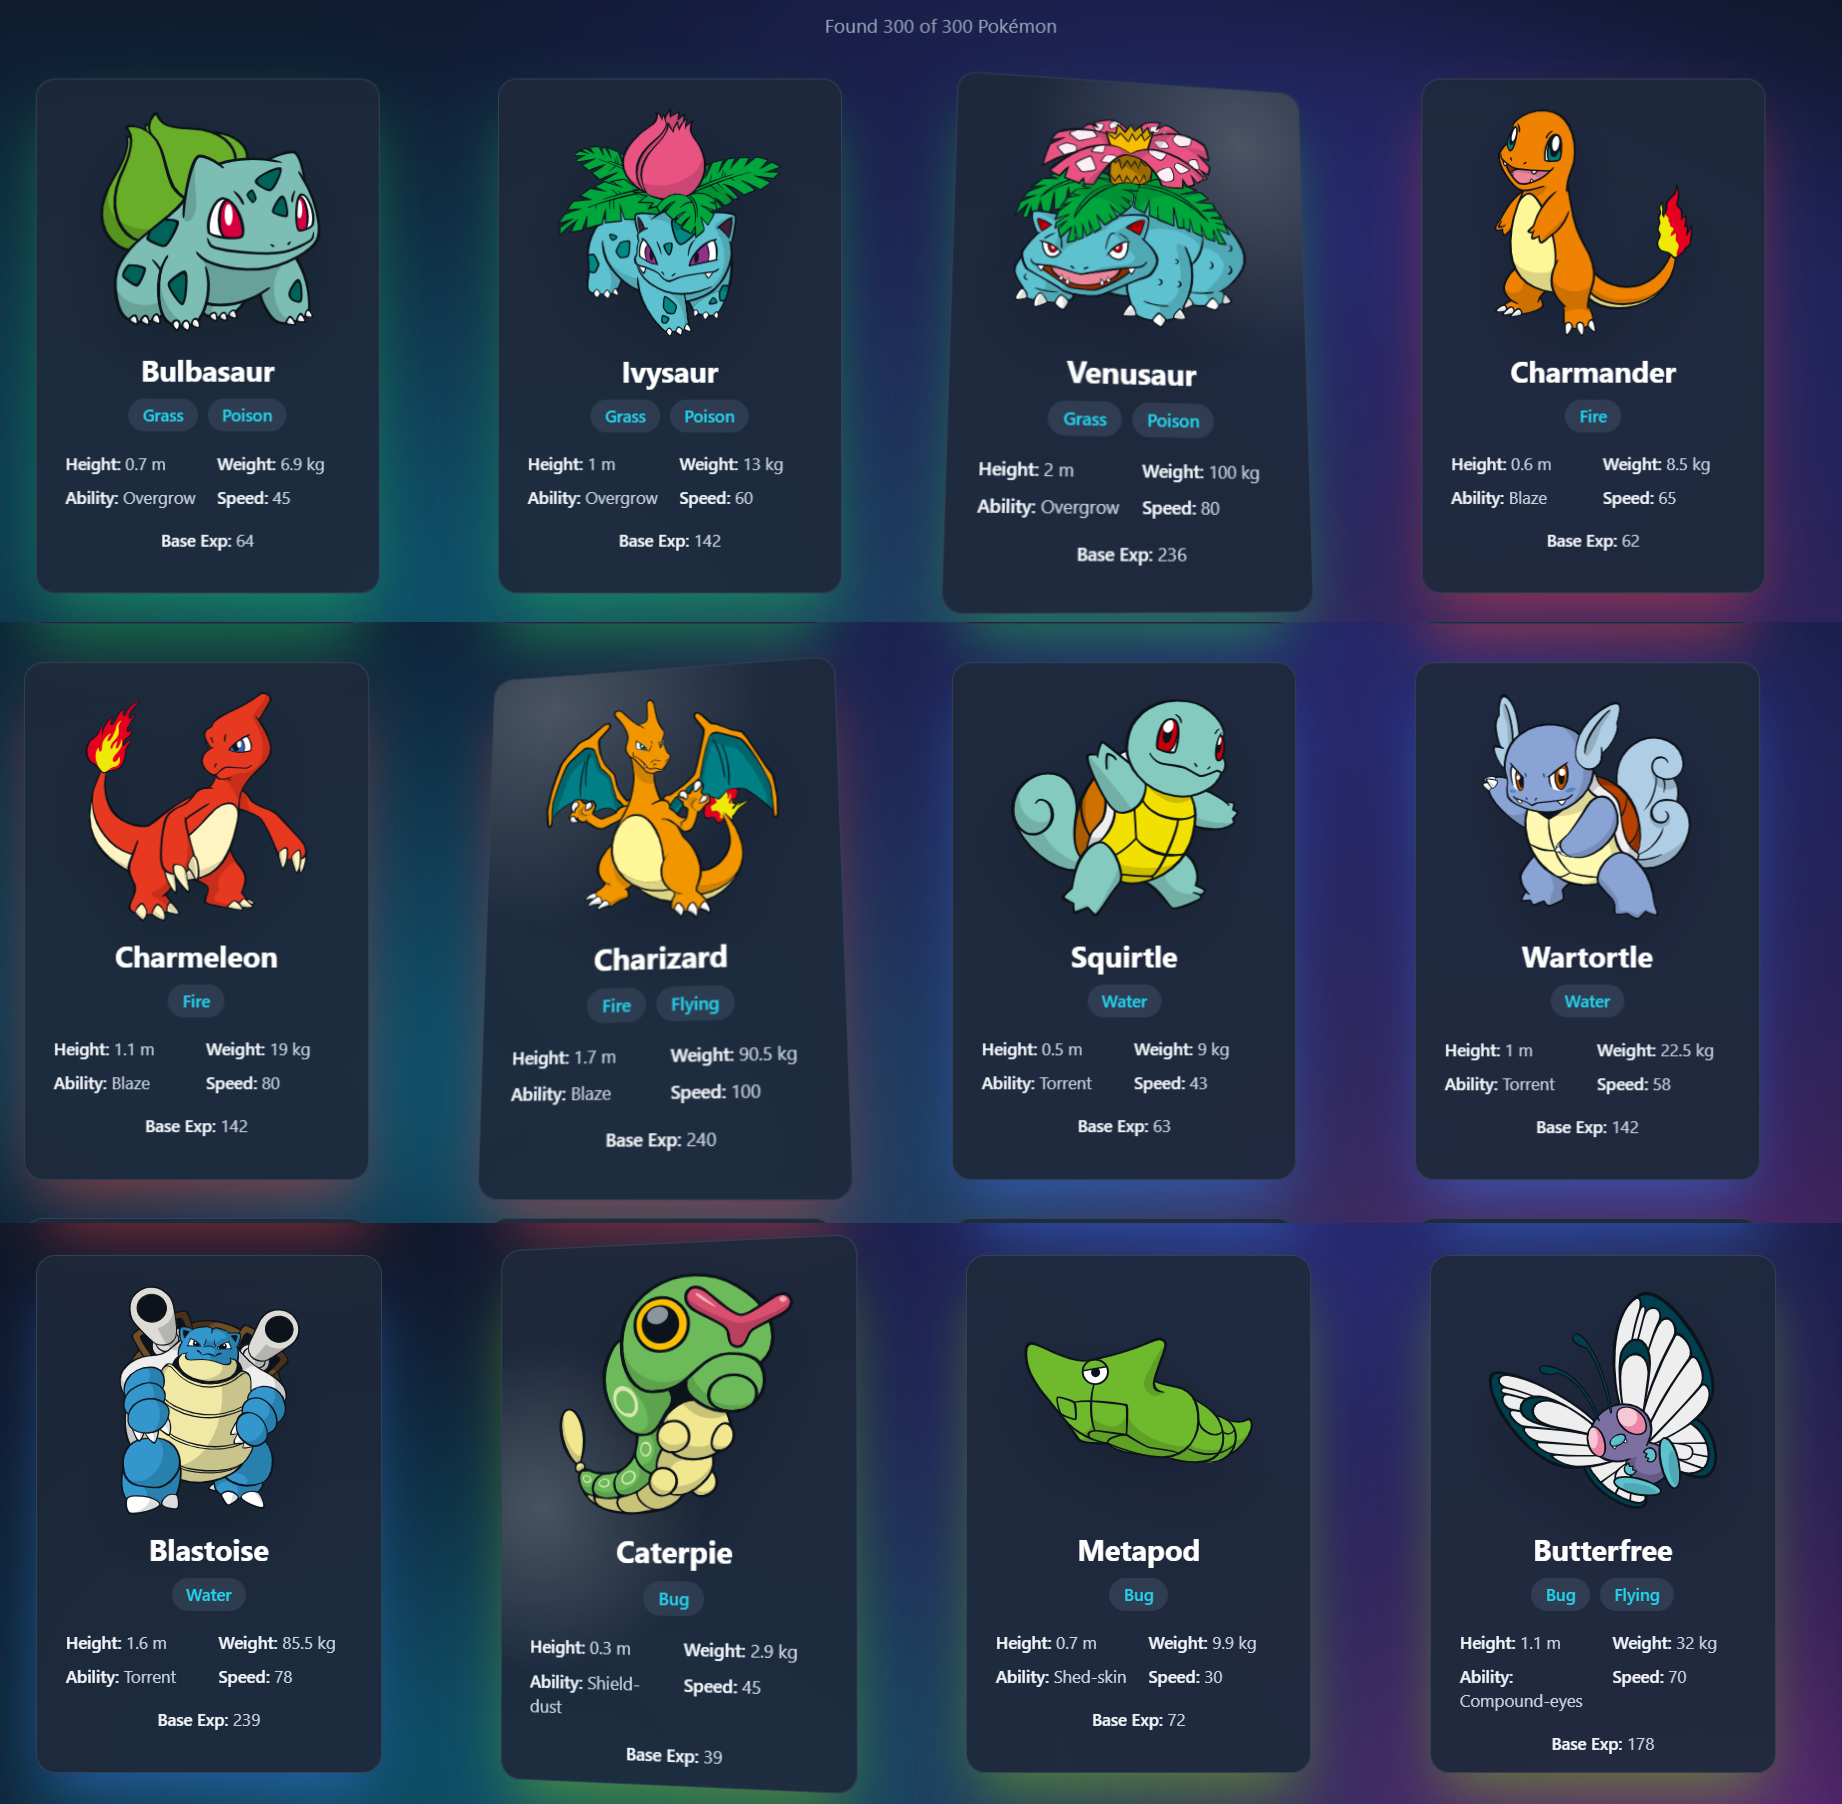 Found 300 of 300 Pokémon
Bulbasaur
Grass Poison
Height: 0.7 m Weight: 6.9 kg
Ability: Overgrow Speed: 45
Base Exp: 64
Ivysaur
Grass Poison
Height: 1 m Weight: 13 kg
Ability: Overgrow Speed: 60
Base Exp: 142
Venusaur
Grass Poison
Height: 2 m Weight: 100 kg
Ability: Overgrow Speed: 80
Base Exp: 236
Charmander
Fire
Height: 0.6 m Weight: 8.5 kg
Ability: Blaze Speed: 65
Base Exp: 62
Charmeleon
Fire
Height: 1.1 m Weight: 19 kg
Ability: Blaze Speed: 80
Base Exp: 142
Charizard
Fire Flying
Height: 1.7 m Weight: 90.5 kg
Ability: Blaze Speed: 100
Base Exp: 240
Squirtle
Water
Height: 0.5 m Weight: 9 kg
Ability: Torrent Speed: 43
Base Exp: 63
Wartortle
Water
Height: 1 m Weight: 22.5 kg
Ability: Torrent Speed: 58
Base Exp: 142
Blastoise
Water
Height: 1.6 m Weight: 85.5 kg
Ability: Torrent Speed: 78
Base Exp: 239
Caterpie
Bug
Height: 0.3 m Weight: 2.9 kg
Ability: Shield- Speed: 45
dust
Base Exp: 39
Metapod
Bug
Height: 0.7 m Weight: 9.9 kg
Ability: Shed-skin Speed: 30
Base Exp: 72
Butterfree
Bug Flying
Height: 1.1 m Weight: 32 kg
Ability: Speed: 70
Compound-eyes
Base Exp: 178